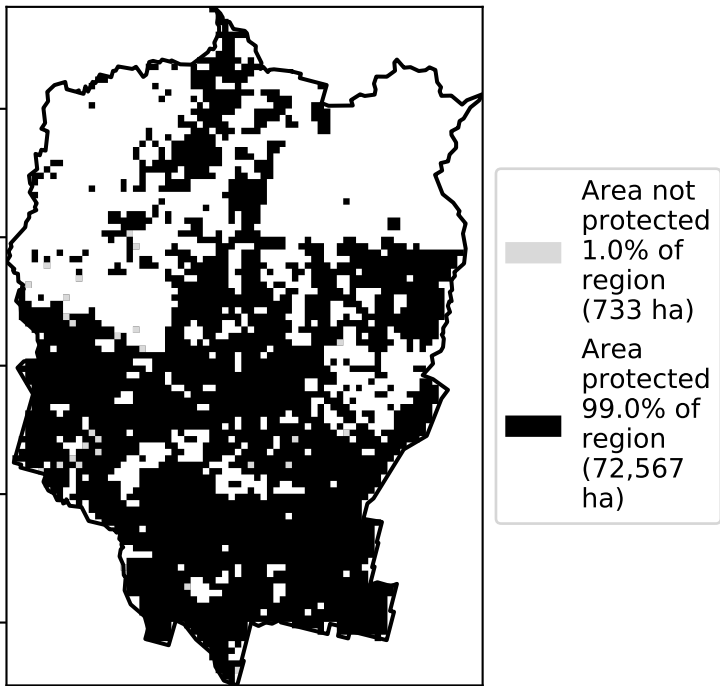 Area not
protected
1.0% of
region
(733 ha)
Area
protected
99.0% of
region
(72,567
ha)